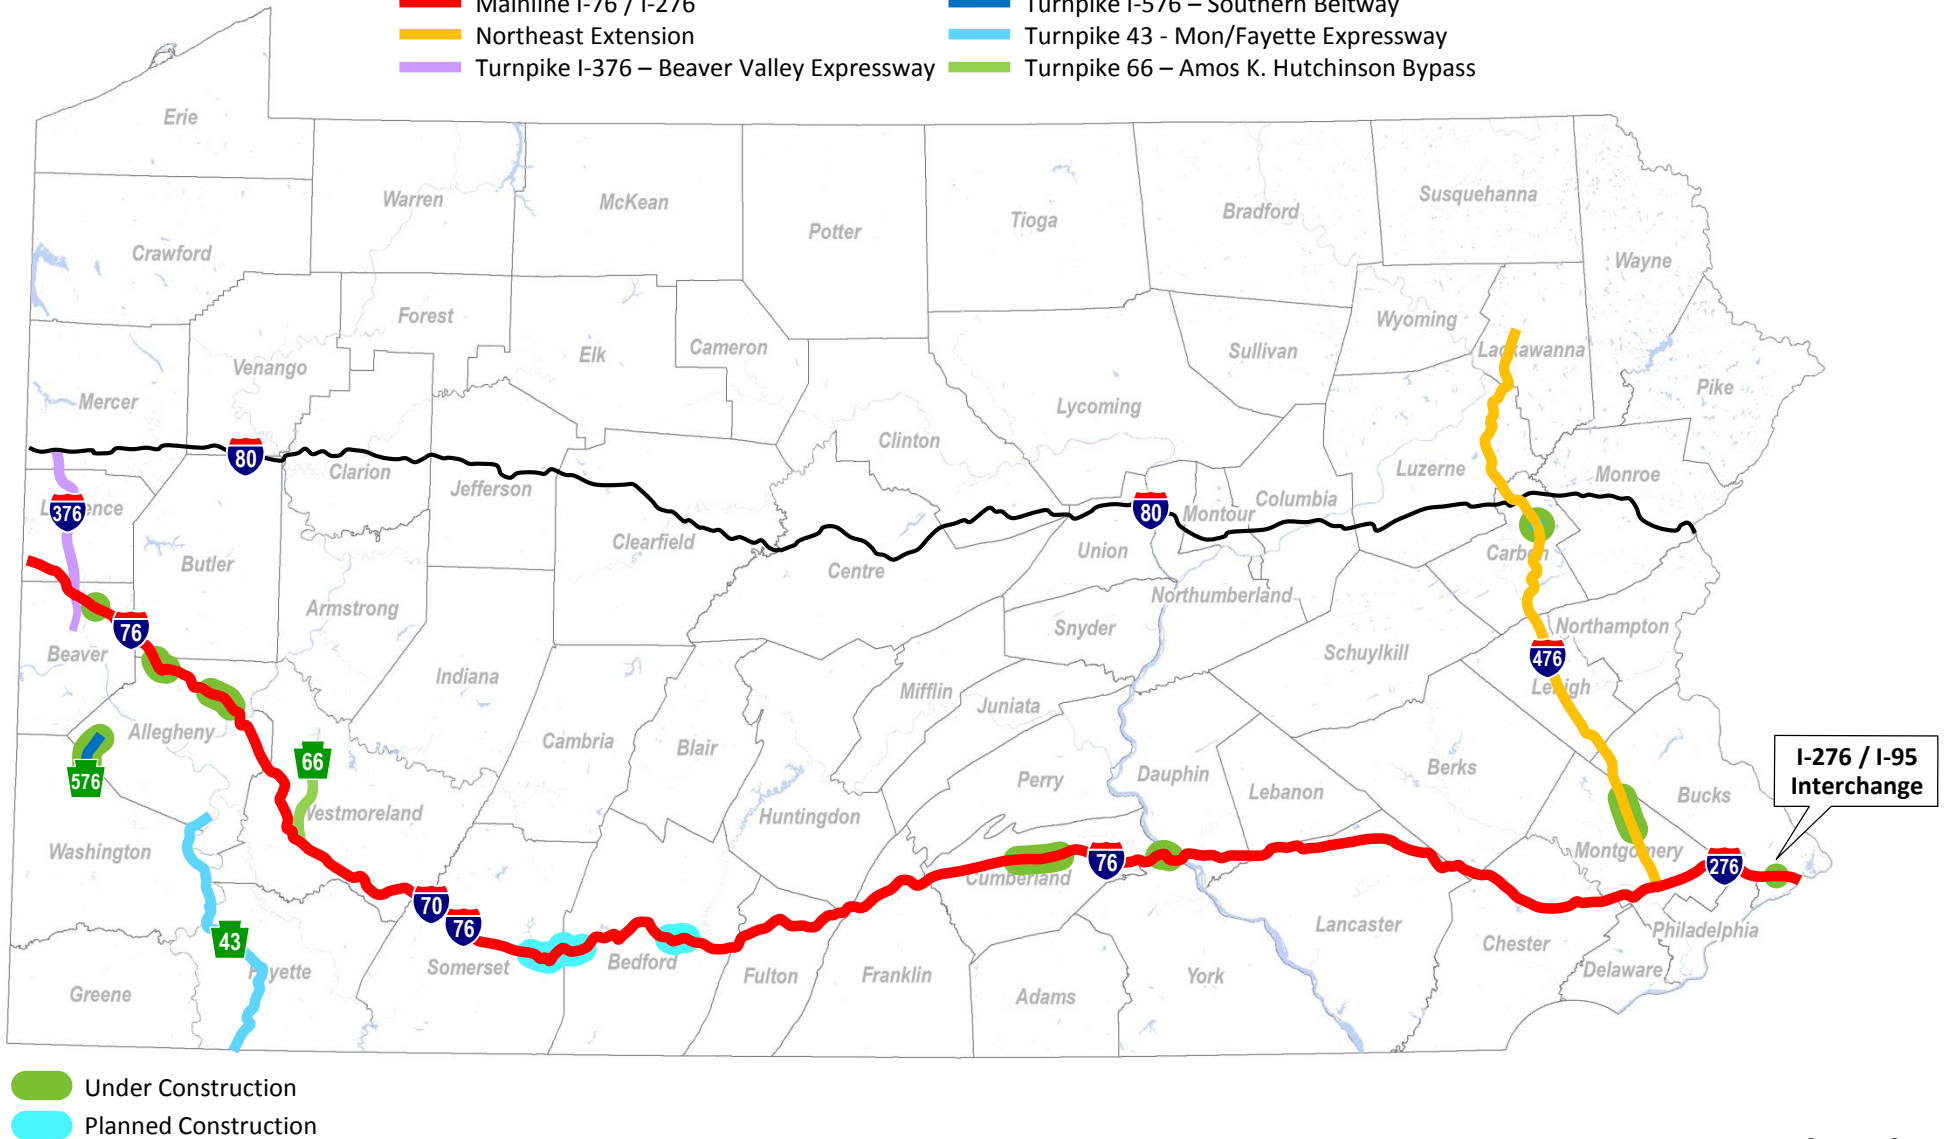 Mainline I-76 / I-276
Turnpike I-576 – Southern Beltway
Northeast Extension
Turnpike 43 - Mon/Fayette Expressway
Turnpike I-376 – Beaver Valley Expressway
Turnpike 66 – Amos K. Hutchinson Bypass
Erie
Warren
McKean
Potter
Tioga
Bradford
Susquehanna
Crawford
Wayne
Forest
Wyoming
Venango
Elk
Cameron
Sullivan
Lackawanna
Mercer
Lycoming
Pike
Clinton
80
Clarion
Luzerne
Monroe
Jefferson
Columbia
376
Lawrence
80
Montour
Clearfield
Union
Carbon
Butler
Centre
Armstrong
Northumberland
76
Snyder
Northampton
Beaver
Schuylkill
476
Indiana
Mifflin
Lehigh
Juniata
Allegheny
Cambria
Blair
I-276 / I-95
Interchange
66
576
Perry
Dauphin
Berks
Lebanon
Bucks
Westmoreland
Huntingdon
Washington
Montgomery
76
276
Cumberland
70
76
Lancaster
Philadelphia
43
Chester
Somerset
Bedford
Fayette
Fulton
Franklin
York
Delaware
Greene
Adams
Under Construction
Planned Construction